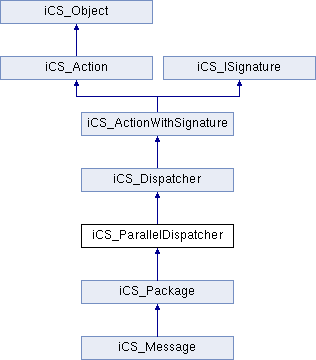 iCS_Object
iCS_Action
iCS_ISignature
iCS_ActionWithSignature
iCS_Dispatcher
iCS_ParallelDispatcher
iCS_Package
iCS_Message